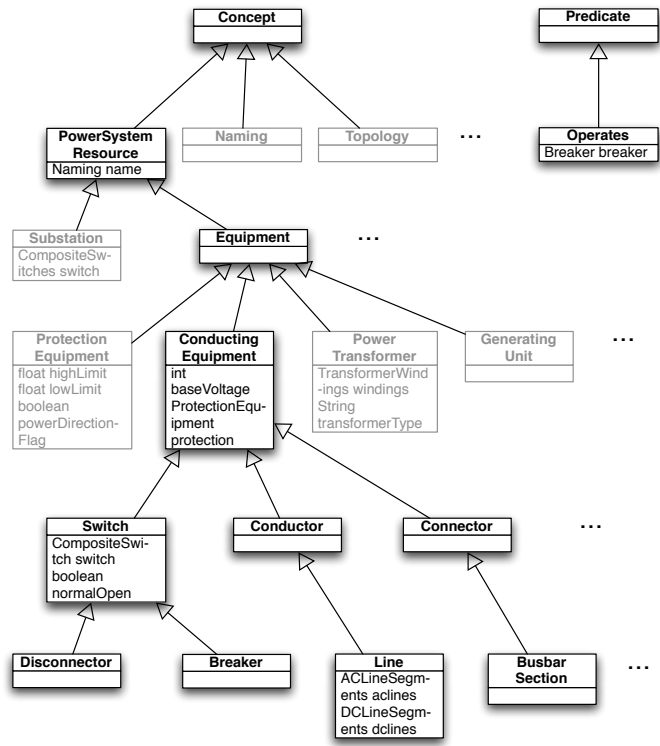 Concept
Predicate
PowerSystem
Resource
Naming name
Naming
Topology
...
Operates
Breaker breaker
Substation
CompositeSw-
itches switch
Equipment
...
Protection
Equipment
float highLimit
float lowLimit
boolean
powerDirection-
Flag
Conducting
Equipment
int
baseVoltage
ProtectionEqu-
ipment
protection
Power
Transformer
TransformerWind
-ings windings
String
transformerType
Generating
Unit
...
Switch
CompositeSwi-
tch switch
boolean
normalOpen
Conductor
Connector
...
Disconnector
Breaker
Line
ACLineSegm-
ents aclines
DCLineSegm-
ents dclines
Busbar
Section
...